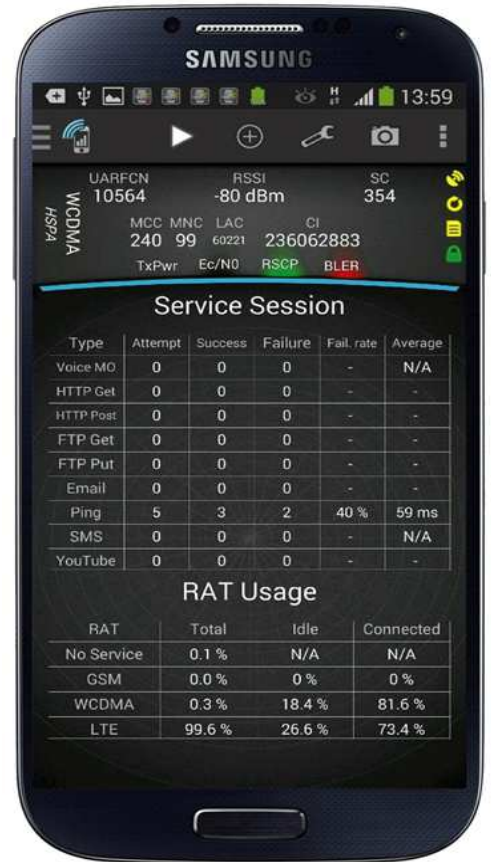 SAMSUNG
H 13:59
UARFCN RSSI SC
10564 -80 dBm 354
WCDMA
HSPA
MCC MNC LAC CI
240 99 60221 236062883
TxPwr Ec/N0 RSCP BLER
Service Session
Type Attempt Success Failure Fail. rate Average
Voice MO 0 0 0 - N/A
HTTP Get 0 0 0 - -
HTTP Post 0 0 0 - -
FTP Get 0 0 0 - -
FTP Put 0 0 0 - -
Email 0 0 0 - -
Ping 5 3 2 40 % 59 ms
SMS 0 0 0 - N/A
YouTube 0 0 0 - -
RAT Usage
RAT Total Idle Connected
No Service 0.1 % N/A N/A
GSM 0.0 % 0 % 0 %
WCDMA 0.3 % 18.4 % 81.6 %
LTE 99.6 % 26.6 % 73.4 %